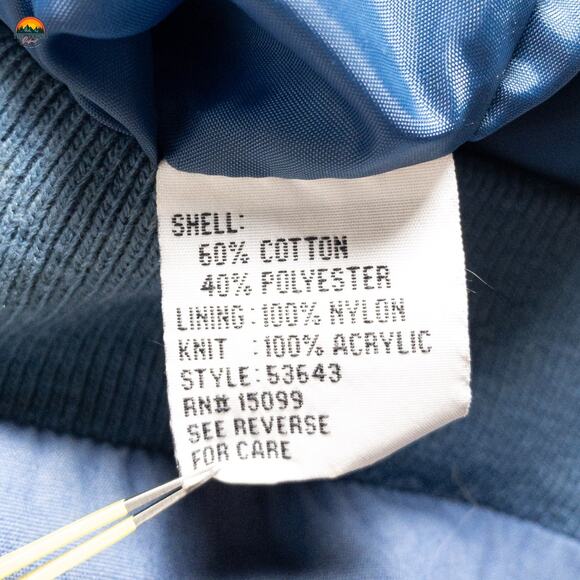 SHELL:
60% COTTON
40% POLYESTER
LINING: 100% NYLON
KNIT : 100% ACRYLIC
STYLE: 53643
RN# 15099
SEE REVERSE
FOR CARE